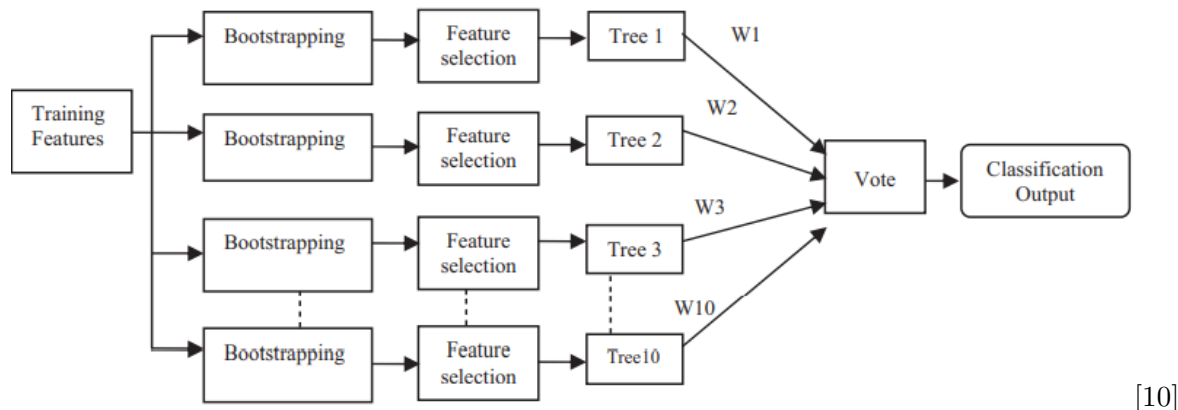 Training
Features
Bootstrapping
Feature
selection
Tree 1
W1
Bootstrapping
Feature
selection
Tree 2
W2
Bootstrapping
Feature
selection
Tree 3
W3
Bootstrapping
Feature
selection
Tree10
W10
Vote
Classification
Output
[10]